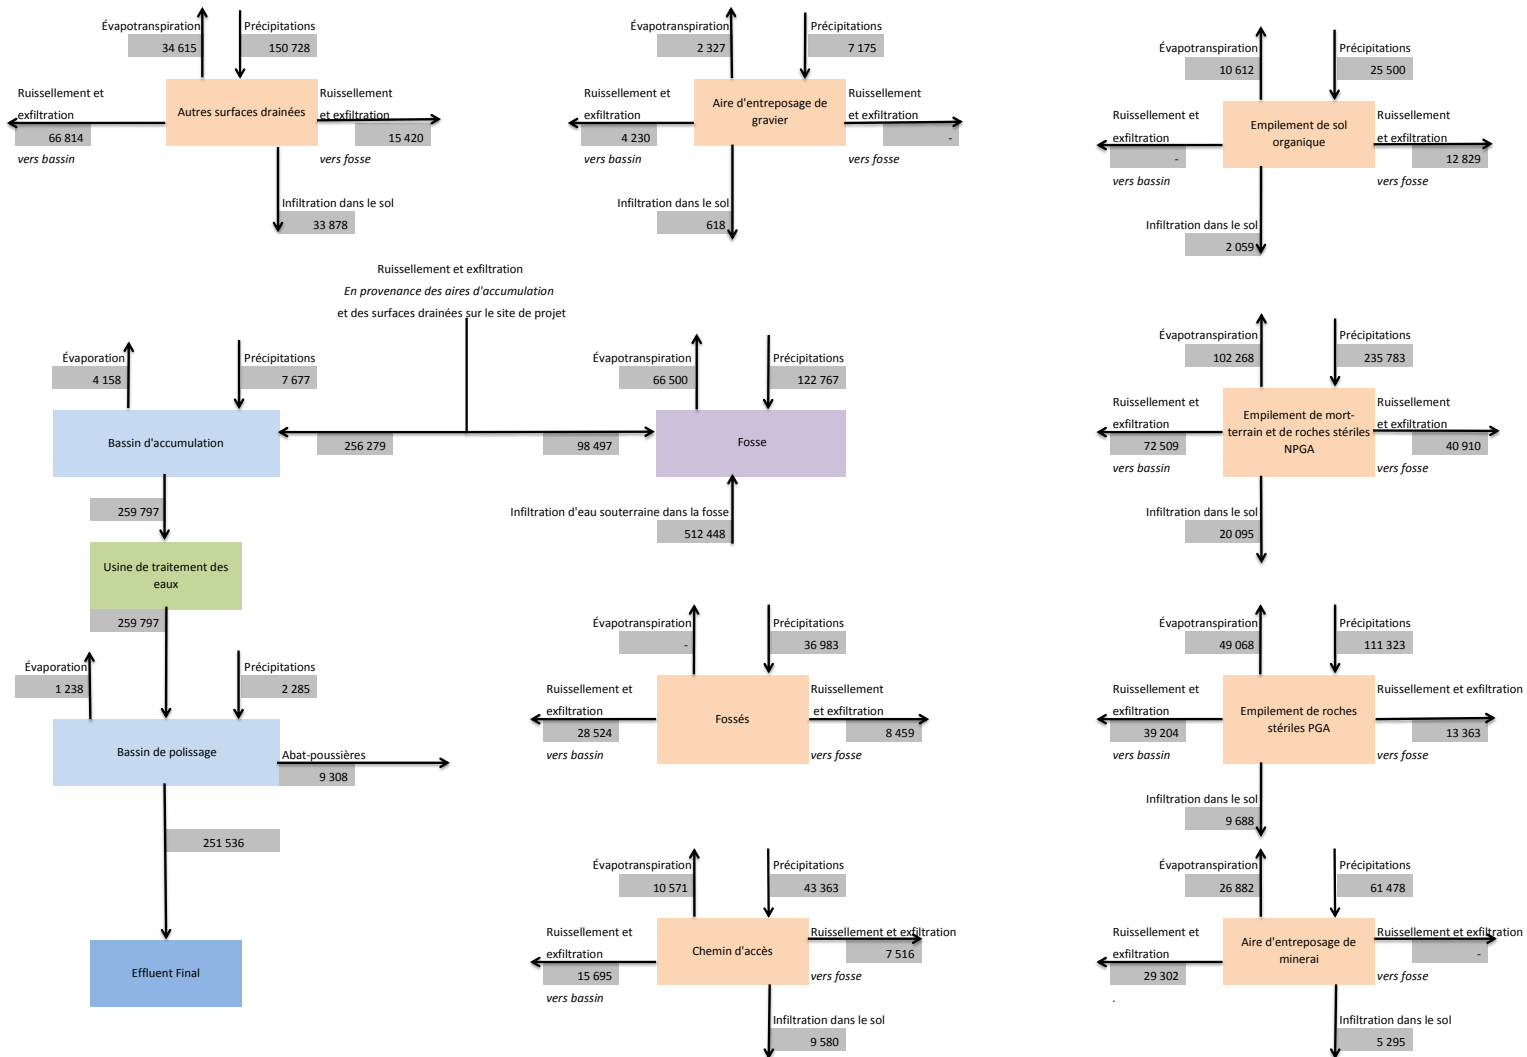 Évapotranspiration
34 615
Précipitations
150 728
Ruissellement et
exfiltration
66 814
vers bassin
Autres surfaces drainées
Ruissellement
et exfiltration
15 420
vers fosse
Infiltration dans le sol
33 878
Évapotranspiration
2 327
Précipitations
7 175
Ruissellement et
exfiltration
4 230
vers bassin
Aire d'entreposage de
gravier
Ruissellement
et exfiltration
-
vers fosse
Infiltration dans le sol
618
Évapotranspiration
10 612
Précipitations
25 500
Ruissellement et
exfiltration
-
vers bassin
Empilement de sol
organique
Ruissellement
et exfiltration
12 829
vers fosse
Infiltration dans le sol
2 059
Ruissellement et exfiltration
En provenance des aires d'accumulation
et des surfaces drainées sur le site de projet
Évaporation
4 158
Précipitations
7 677
Bassin d'accumulation
256 279
98 497
Évapotranspiration
66 500
Précipitations
122 767
Fosse
Infiltration d'eau souterraine dans la fosse
512 448
259 797
Usine de traitement des
eaux
259 797
Évaporation
1 238
Précipitations
2 285
Bassin de polissage
Abat-poussières
9 308
251 536
Effluent Final
Évapotranspiration
102 268
Précipitations
235 783
Ruissellement et
exfiltration
72 509
vers bassin
Empilement de mort-
terrain et de roches stériles
NPGA
Ruissellement
et exfiltration
40 910
vers fosse
Infiltration dans le sol
20 095
Évapotranspiration
-
Précipitations
36 983
Ruissellement et
exfiltration
28 524
vers bassin
Fossés
Ruissellement
et exfiltration
8 459
vers fosse
Évapotranspiration
49 068
Précipitations
111 323
Ruissellement et
exfiltration
39 204
vers bassin
Empilement de roches
stériles PGA
Ruissellement et exfiltration
13 363
vers fosse
Infiltration dans le sol
9 688
Évapotranspiration
10 571
Précipitations
43 363
Ruissellement et
exfiltration
15 695
vers bassin
Chemin d'accès
Ruissellement et exfiltration
7 516
vers fosse
Infiltration dans le sol
9 580
Évapotranspiration
26 882
Précipitations
61 478
Ruissellement et
exfiltration
29 302
.
Aire d'entreposage de
minerai
Ruissellement et exfiltration
-
vers fosse
Infiltration dans le sol
5 295